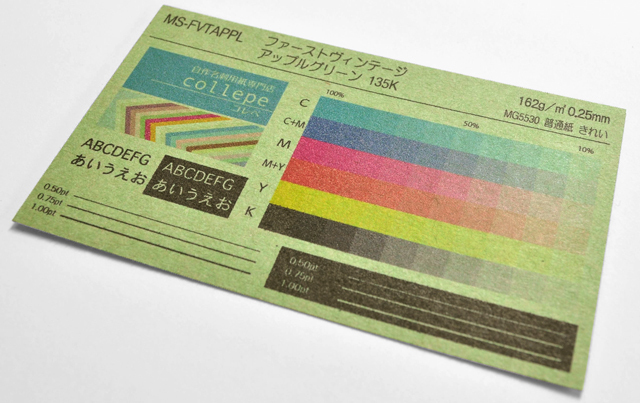 MS-FVTAPPL
ファーストヴィンテージ
アップルグリーン 135K
162g/㎡ 0.25mm
MG5530 普通紙 きれい
自作名刺用紙専門店
collepe
コレペ
ABCDEFG
あいうえお
ABCDEFG
あいうえお
0.50pt
0.75pt
1.00pt
100%
50%
10%
C
C+M
M
M+Y
Y
K
0.50pt
0.75pt
1.00pt